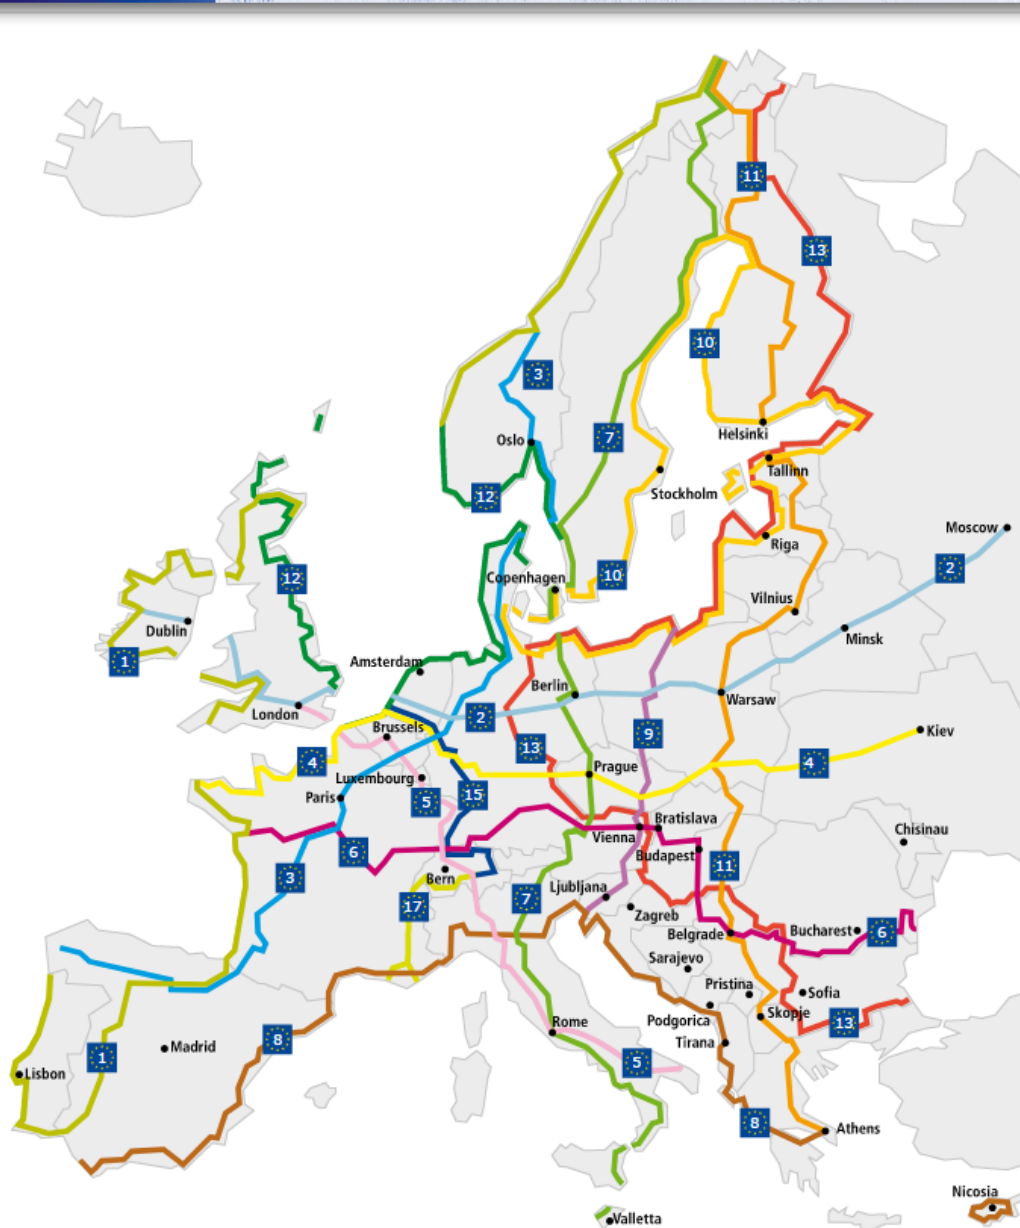 11
13
10
3
Oslo
7
Helsinki
Tallinn
12
Stockholm
Moscow
Riga
2
Copenhagen
10
12
Vilnius
Dublin
Minsk
1
Amsterdam
Berlin
Warsaw
London
2
Brussels
9
Kiev
13
4
4
Prague
Luxembourg
Paris
5
15
Bratislava
Chisinau
Vienna
6
Budapest
11
3
Bern
Ljubljana
7
17
Zagreb
Bucharest
6
Belgrade
Sarajevo
Pristina
Sofia
Skopje
Podgorica
13
Rome
8
Tirana
Madrid
1
5
Lisbon
8
Athens
Nicosia
Valletta